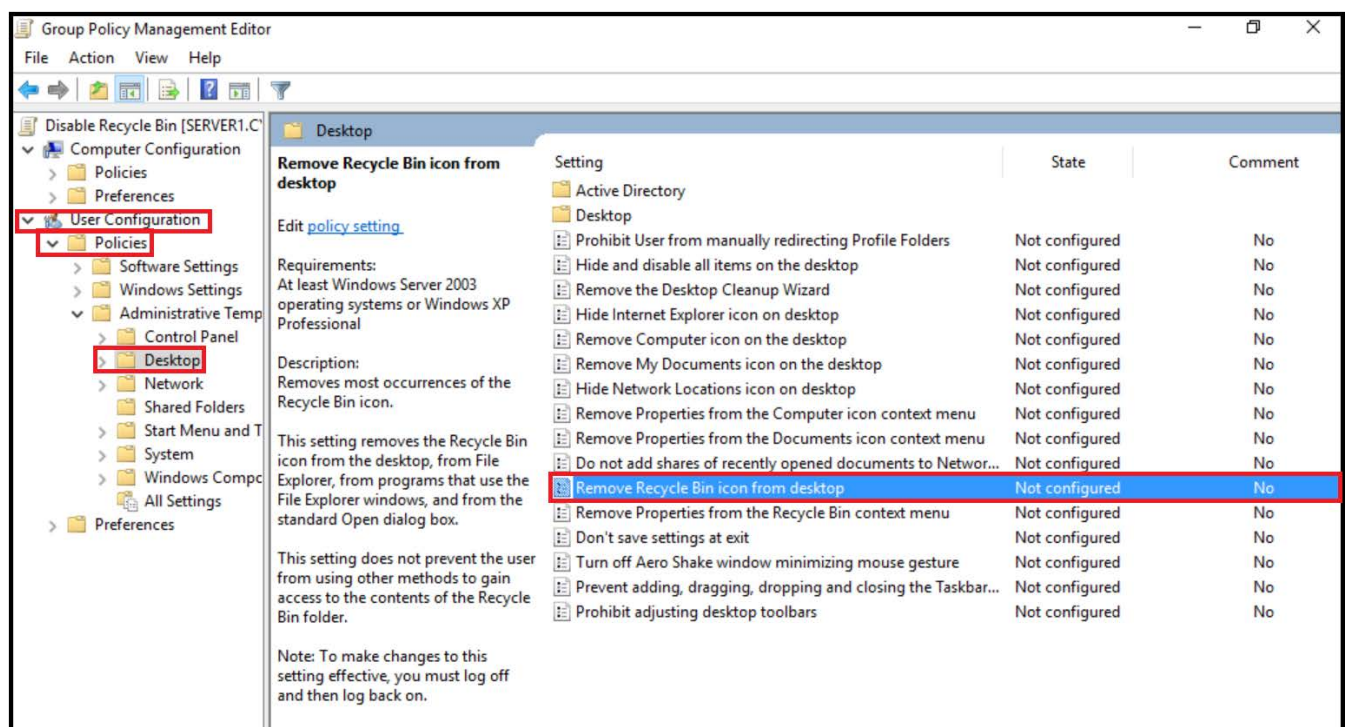 Group Policy Management Editor
File Action View Help
Disable Recycle Bin [SERVER1.C
Computer Configuration
Policies
Preferences
User Configuration
Policies
Software Settings
Windows Settings
Administrative Temp
Control Panel
Desktop
Network
Shared Folders
Start Menu and T
System
Windows Compc
All Settings
Preferences
Desktop
Remove Recycle Bin icon from
desktop
Edit policy setting
Requirements:
At least Windows Server 2003
operating systems or Windows XP
Professional
Description:
Removes most occurrences of the
Recycle Bin icon.
This setting removes the Recycle Bin
icon from the desktop, from File
Explorer, from programs that use the
File Explorer windows, and from the
standard Open dialog box.
This setting does not prevent the user
from using other methods to gain
access to the contents of the Recycle
Bin folder.
Note: To make changes to this
setting effective, you must log off
and then log back on.
Setting State Comment
Active Directory
Desktop
Prohibit User from manually redirecting Profile Folders Not configured No
Hide and disable all items on the desktop Not configured No
Remove the Desktop Cleanup Wizard Not configured No
Hide Internet Explorer icon on desktop Not configured No
Remove Computer icon on the desktop Not configured No
Remove My Documents icon on the desktop Not configured No
Hide Network Locations icon on desktop Not configured No
Remove Properties from the Computer icon context menu Not configured No
Remove Properties from the Documents icon context menu Not configured No
Do not add shares of recently opened documents to Networ... Not configured No
Remove Recycle Bin icon from desktop Not configured No
Remove Properties from the Recycle Bin context menu Not configured No
Don't save settings at exit Not configured No
Turn off Aero Shake window minimizing mouse gesture Not configured No
Prevent adding, dragging, dropping and closing the Taskbar... Not configured No
Prohibit adjusting desktop toolbars Not configured No